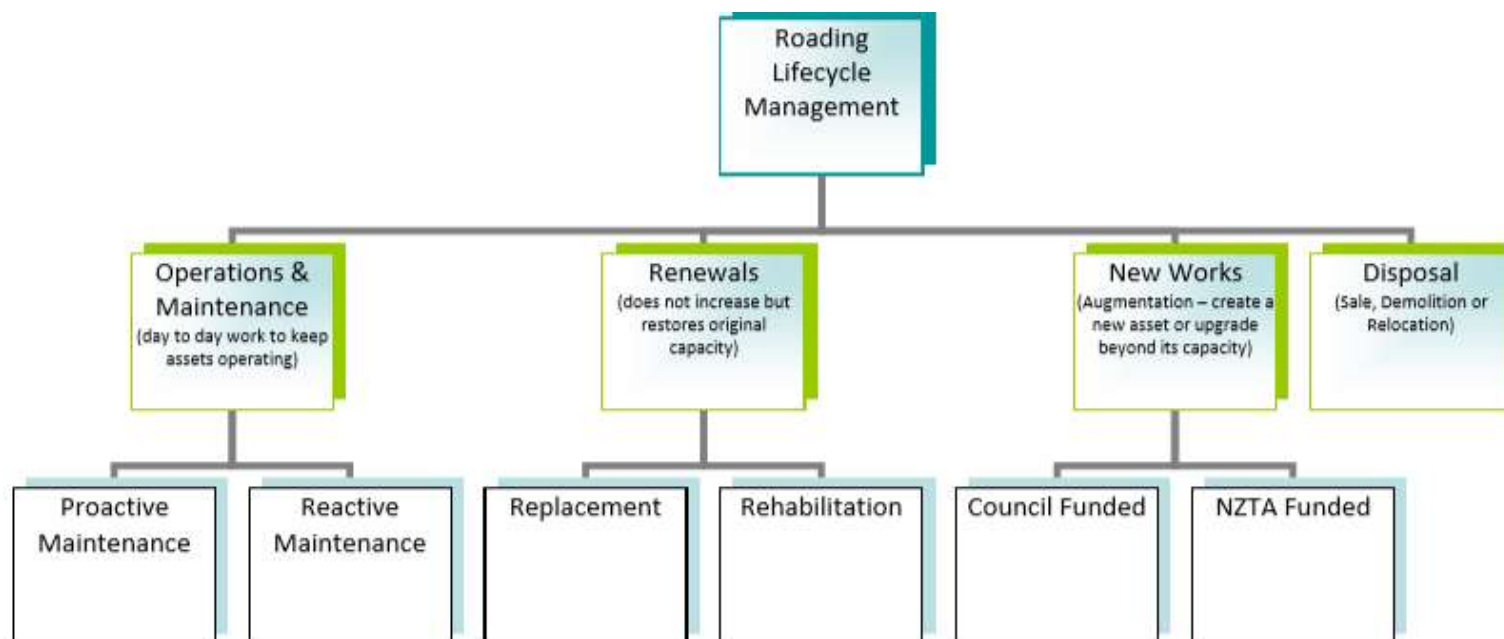 Roading
Lifecycle
Management
Operations &
Maintenance
(day to day work to keep
assets operating)
Renewals
(does not increase but
restores original
capacity)
New Works
(Augmentation – create a
new asset or upgrade
beyond its capacity)
Disposal
(Sale, Demolition or
Relocation)
Proactive
Maintenance
Reactive
Maintenance
Replacement
Rehabilitation
Council Funded
NZTA Funded